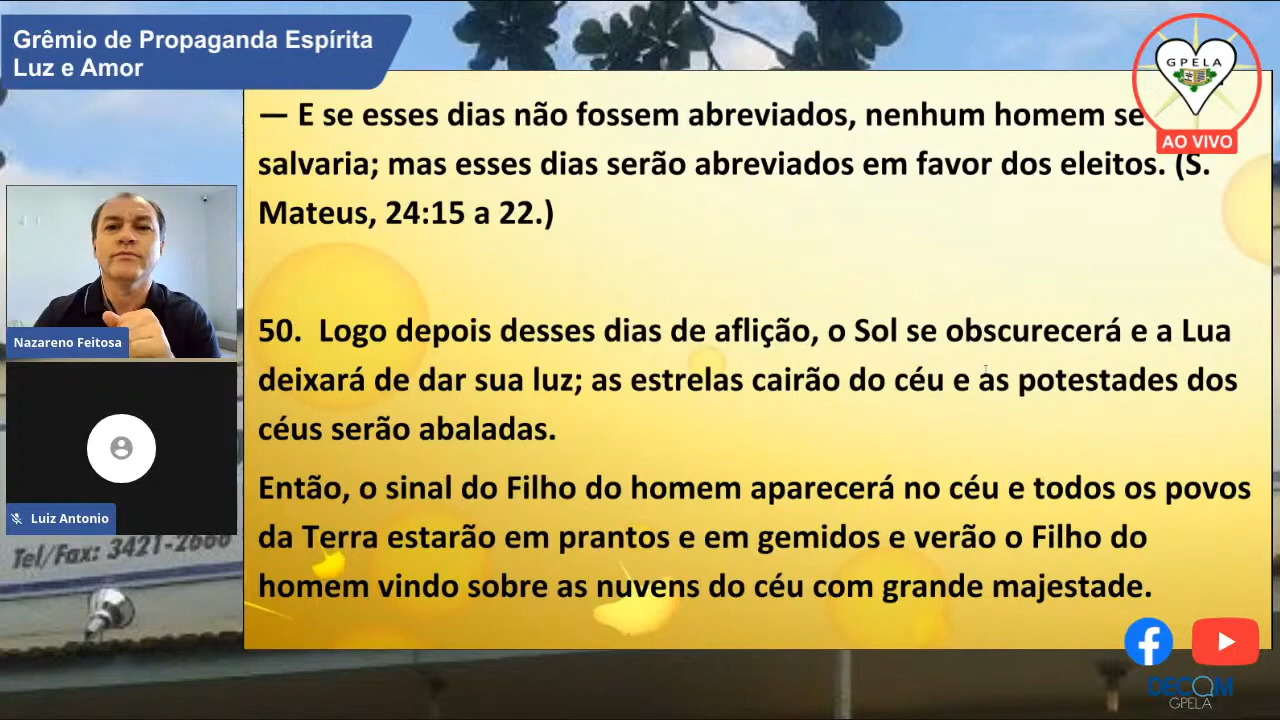 Grêmio de Propaganda Espírita
Luz e Amor
GPELA
AO VIVO
— E se esses dias não fossem abreviados, nenhum homem se
salvaria; mas esses dias serão abreviados em favor dos eleitos. (S.
Mateus, 24:15 a 22.)
50. Logo depois desses dias de aflição, o Sol se obscurecerá e a Lua
deixará de dar sua luz; as estrelas cairão do céu e as potestades dos
céus serão abaladas.
Então, o sinal do Filho do homem aparecerá no céu e todos os povos
da Terra estarão em prantos e em gemidos e verão o Filho do
homem vindo sobre as nuvens do céu com grande majestade.
Nazareno Feitosa
Luiz Antonio
Tel/Fax: 3421-2666
DECOM
GPELA